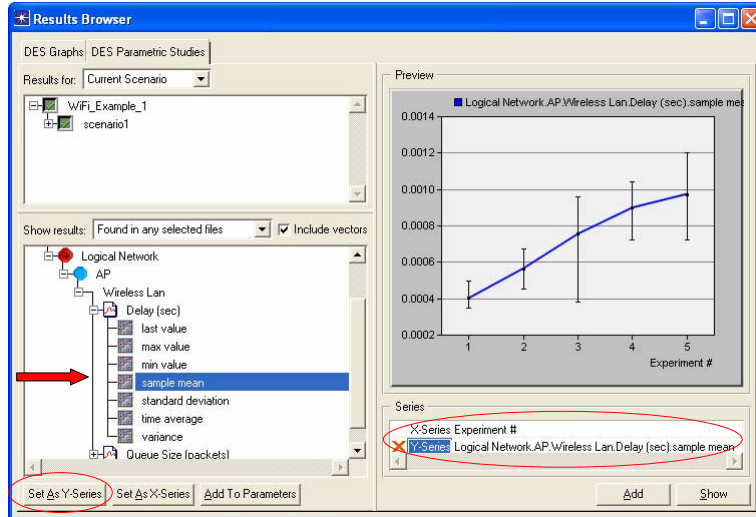 Results Browser
DES Graphs DES Parametric Studies
Results for: Current Scenario
WiFi_Example_1
scenario1
Show results: Found in any selected files Include vectors
Logical Network
AP
Wireless Lan
Delay (sec)
last value
max value
min value
sample mean
standard deviation
time average
variance
Queue Size (packets)
Set As Y-Series Set As X-Series Add To Parameters
Preview
Logical Network.AP.Wireless Lan.Delay (sec).sample me
0.0014
0.0012
0.0010
0.0008
0.0006
0.0004
0.0002
1 2 3 4 5
Experiment #
Series
X-Series Experiment #
Y-Series Logical Network.AP.Wireless Lan.Delay (sec).sample mean
Add Show